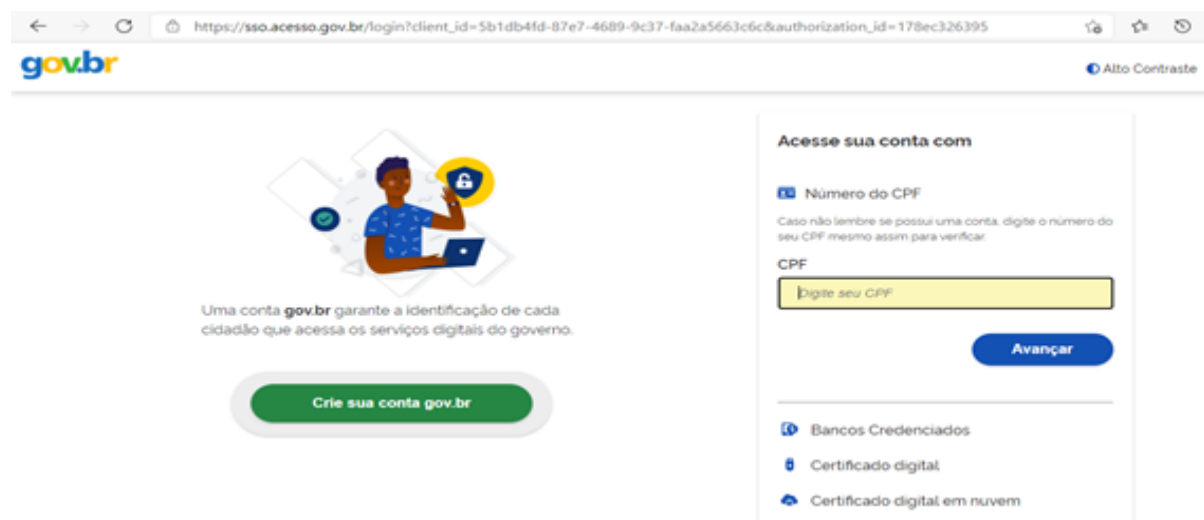 https://sso.acesso.gov.br/login?client_id=5b1db4fd-87e7-4689-9c37-faa2a5663c6c&authorization_id=178ec326395
gov.br
Alto Contraste
Uma conta gov.br garante a identificação de cada
cidadão que acessa os serviços digitais do governo.
Crie sua conta gov.br
Acesse sua conta com
Número do CPF
Caso não lembre se possui uma conta, digite o número do
seu CPF mesmo assim para verificar.
CPF
Digite seu CPF
Avançar
Bancos Credenciados
Certificado digital
Certificado digital em nuvem